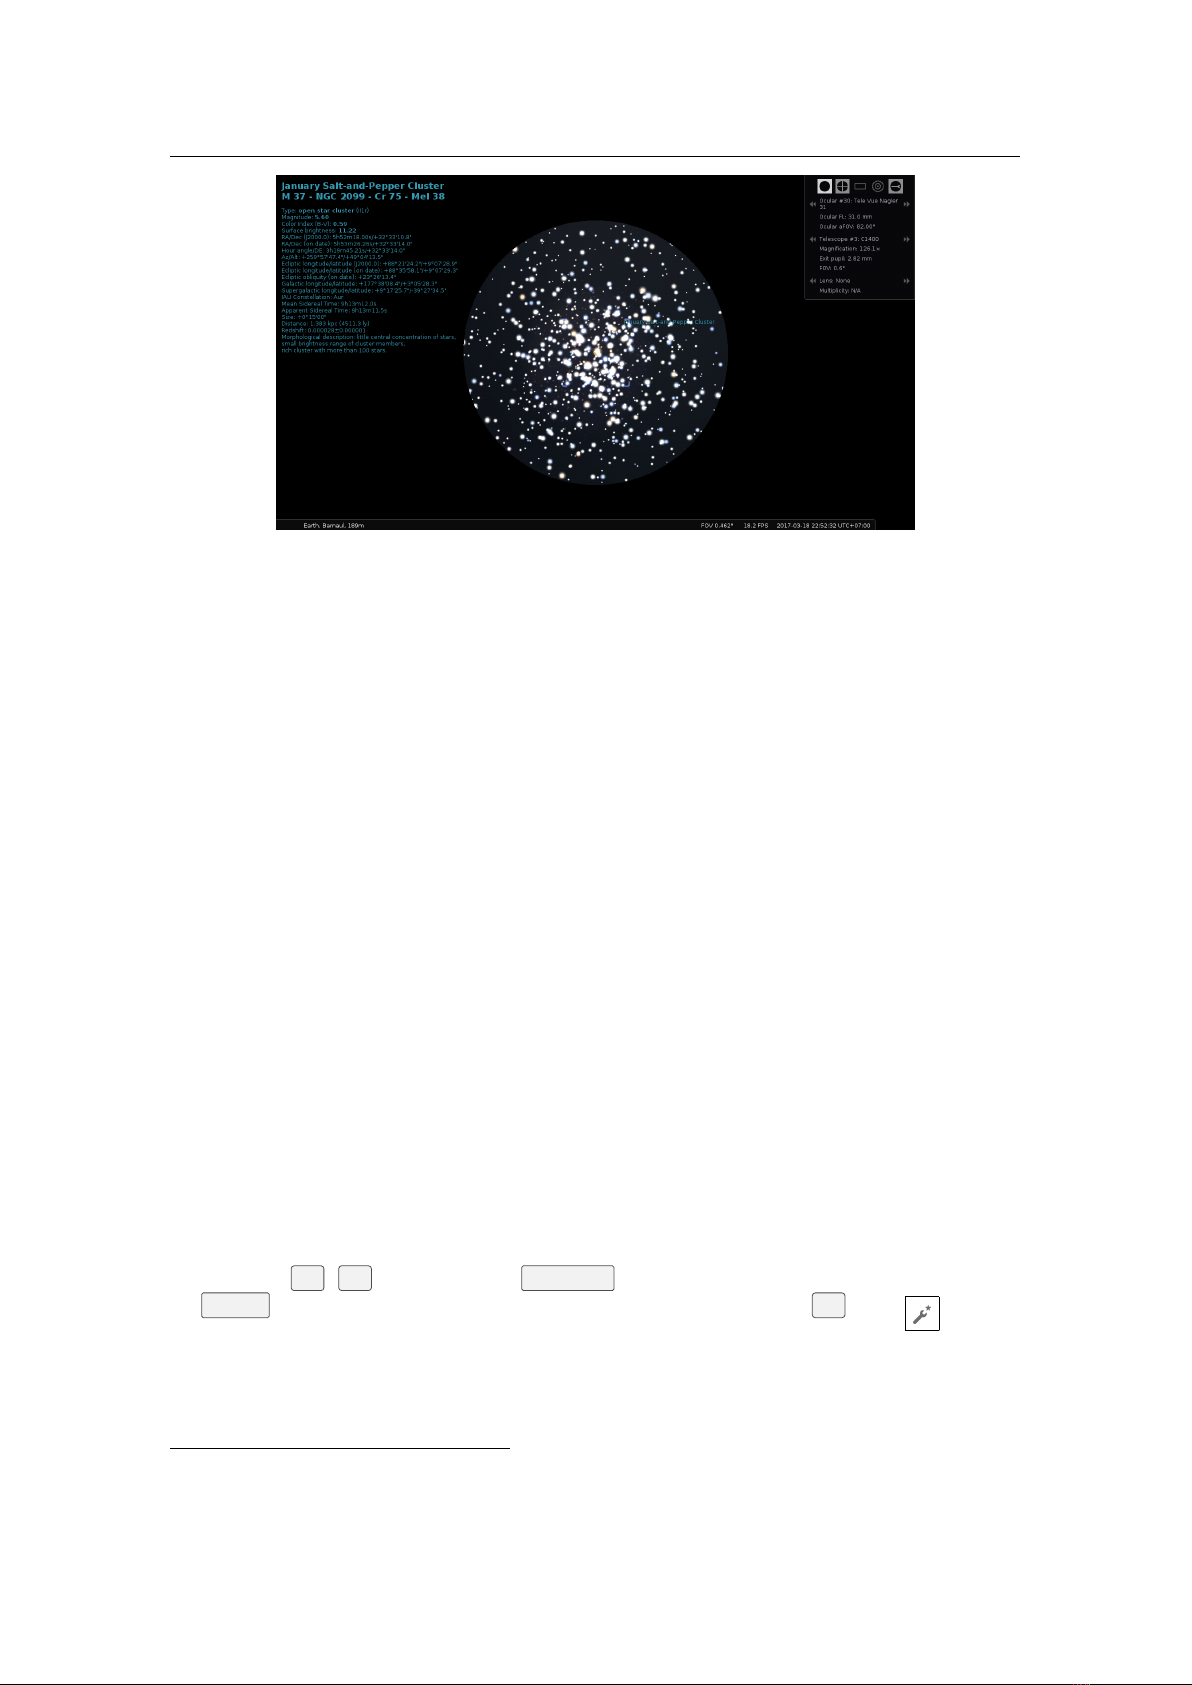 January Salt-and-Pepper Cluster
M 37 - NGC 2099 - Cr 75 - Mel 38
Type: open star cluster
Magnitude: 5.60
Color Index (B-V): 0.59
Surface brightness: 11.22
RA/Dec (J2000.0): 5h52m18.00s/+32°33'10.8"
RA/Dec (on date): 5h53m26.26s/+32°33'14.0"
Hour angle/DE: 3h19m45.21s/+32°33'14.0"
Az/Alt: +259°57'47.4"/+49°04'13.5"
Ecliptic longitude/latitude (J2000.0): +88°21'24.2"/+9°07'28.9"
Ecliptic longitude/latitude (on date): +88°35'58.1"/+9°07'29.3"
Ecliptic obliquity (on date): +23°26'13.4"
Galactic longitude/latitude: +177°38'08.4"/+3°05'28.3"
Supergalactic longitude/latitude: +9°17'25.7"/-39°27'34.5"
IAU Constellation: Aur
Mean Sidereal Time: 9h13m12.0s
Apparent Sidereal Time: 9h13m11.5s
Size: +0°15'00"
Distance: 1.383 kpc (4511.3 ly)
Redshift: 0.000028±0.000001
Morphological description: little central concentration of stars,
small brightness range of cluster members,
rich cluster with more than 100 stars
Salt-and-Pepper Cluster
Ocular #30: Tele Vue Nagler
31
Ocular FL: 31.0 mm
Ocular aFOV: 82.00°
Telescope #3: C1400
Magnification: 126.1×
Exit pupil: 2.82 mm
FOV: 0.6°
Lens: None
Multiplicity: N/A
Earth, Barnaul, 189m
FOV 0.462°
18.2 FPS
2017-03-18 22:52:32 UTC+07:00